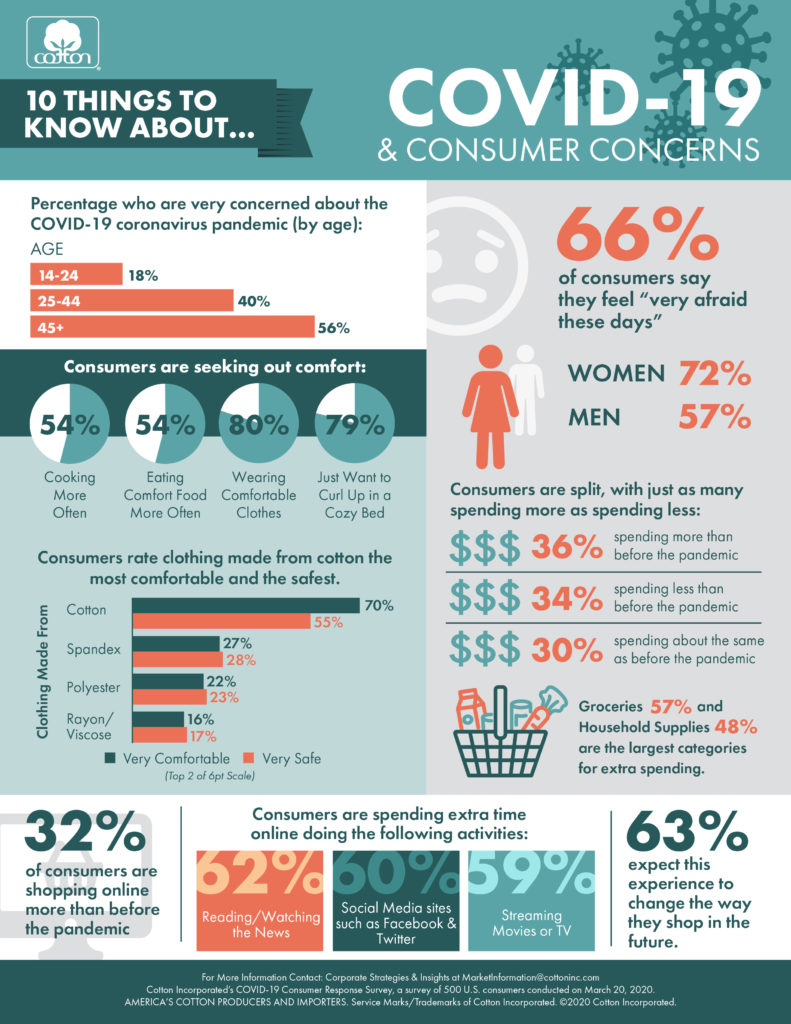 cotton
10 THINGS TO
KNOW ABOUT...
COVID-19
& CONSUMER CONCERNS
Percentage who are very concerned about the
COVID-19 coronavirus pandemic (by age):
AGE
14-24 18%
25-44 40%
45+ 56%
Consumers are seeking out comfort:
54% 54% 80% 79%
Cooking
More
Often
Eating
Comfort Food
More Often
Wearing
Comfortable
Clothes
Just Want to
Curl Up in a
Cozy Bed
Consumers rate clothing made from cotton the
most comfortable and the safest.
Clothing Made From
Cotton 70%
55%
Spandex 27%
28%
Polyester 22%
23%
Rayon/
Viscose
16%
17%
Very Comfortable Very Safe
(Top 2 of 6pt Scale)
66%
of consumers say
they feel “very afraid
these days”
WOMEN 72%
MEN 57%
Consumers are split, with just as many
spending more as spending less:
$$$ 36% spending more than
before the pandemic
$$$ 34% spending less than
before the pandemic
$$$ 30% spending about the same
as before the pandemic
Groceries 57% and
Household Supplies 48%
are the largest categories
for extra spending.
32%
of consumers are
shopping online
more than before
the pandemic
Consumers are spending extra time
online doing the following activities:
62%
Reading/Watching
the News
60%
Social Media sites
such as Facebook &
Twitter
59%
Streaming
Movies or TV
63%
expect this
experience to
change the way
they shop in the
future.
For More Information Contact: Corporate Strategies & Insights at MarketInformation@cottoninc.com
Cotton Incorporated's COVID-19 Consumer Response Survey, a survey of 500 U.S. consumers conducted on March 20, 2020.
AMERICA'S COTTON PRODUCERS AND IMPORTERS. Service Marks/Trademarks of Cotton Incorporated. ©2020 Cotton Incorporated.